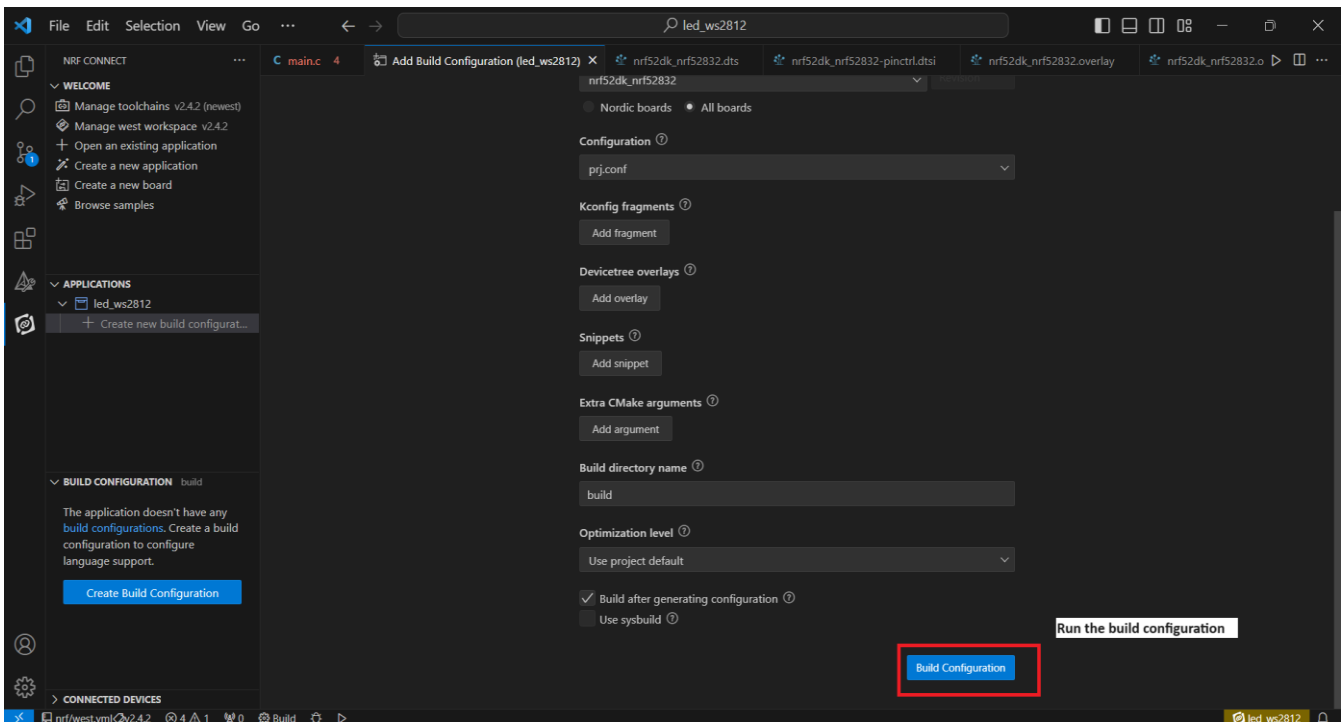 File Edit Selection View Go ··· led_ws2812
NRF CONNECT ···
WELCOME
Manage toolchains v2.4.2 (newest)
Manage west workspace v2.4.2
Open an existing application
Create a new application
Create a new board
Browse samples
APPLICATIONS
led_ws2812
Create new build configurat...
BUILD CONFIGURATION build
The application doesn't have any
build configurations. Create a build
configuration to configure
language support.
Create Build Configuration
CONNECTED DEVICES
C main.c 4 Add Build Configuration (led_ws2812) nrf52dk_nrf52832.dts nrf52dk_nrf52832-pinctrl.dtsi nrf52dk_nrf52832.overlay nrf52dk_nrf52832.o ···
nrf52dk_nrf52832
Nordic boards All boards
Configuration
prj.conf
Kconfig fragments
Add fragment
Devicetree overlays
Add overlay
Snippets
Add snippet
Extra CMake arguments
Add argument
Build directory name
build
Optimization level
Use project default
Build after generating configuration
Use sysbuild
Run the build configuration
Build Configuration
1
nrf/west.yml v2.4.2 4 1 0 Build led_ws2812